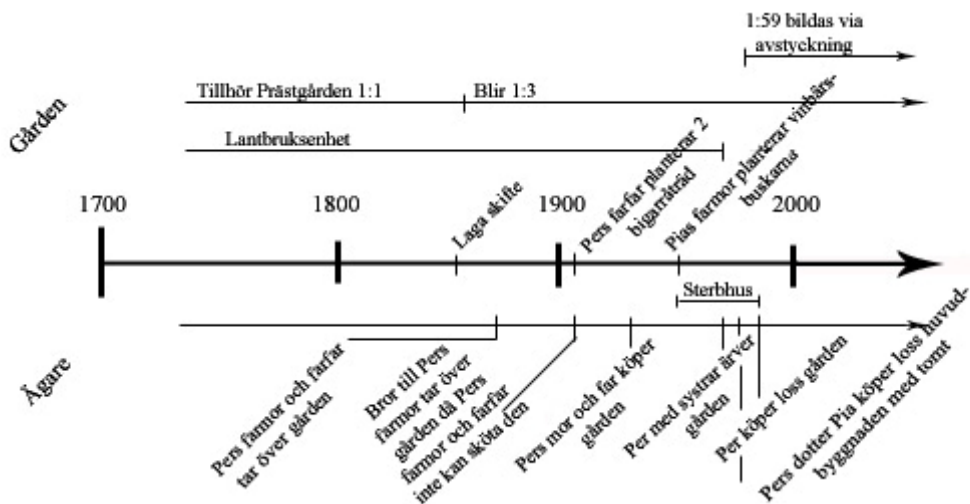 1:59 bildas via
avstyckning
Gården
Tillhör Prästgården 1:1
Blir 1:3
Lantbruksenhet
1700
1800
1900
2000
Laga skifte
Pers farfar planterar 2
bigarråträd
Pias farmor planterar vinbärs-
buskarna
Sterbhus
Ägare
Pers farmor och farfar
tar över gården
Bror till Pers
farmor tar över
gården då Pers
farmor och farfar
inte kan sköta den
Pers mor och far köper
gården
Per med systrar ärver
gården
Per köper loss gården
Pers dotter Pia köper loss huvud-
byggnaden med tomt